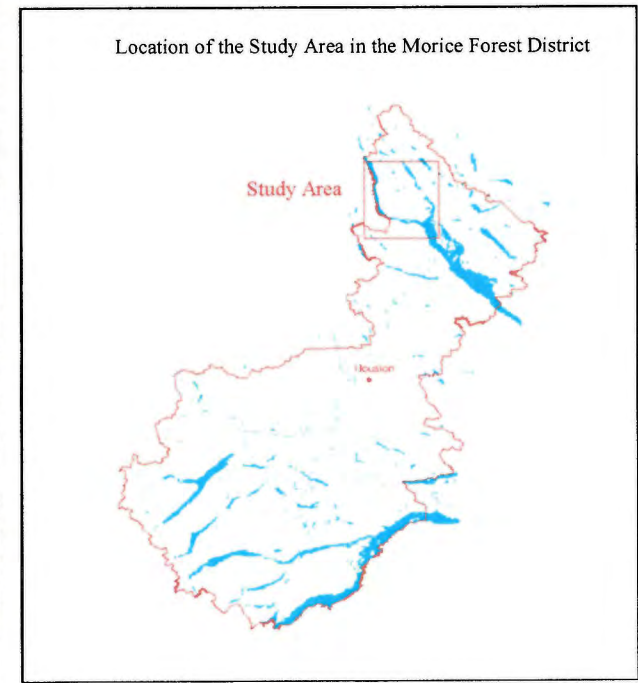 Location of the Study Area in the Morice Forest District
Study Area
Houston